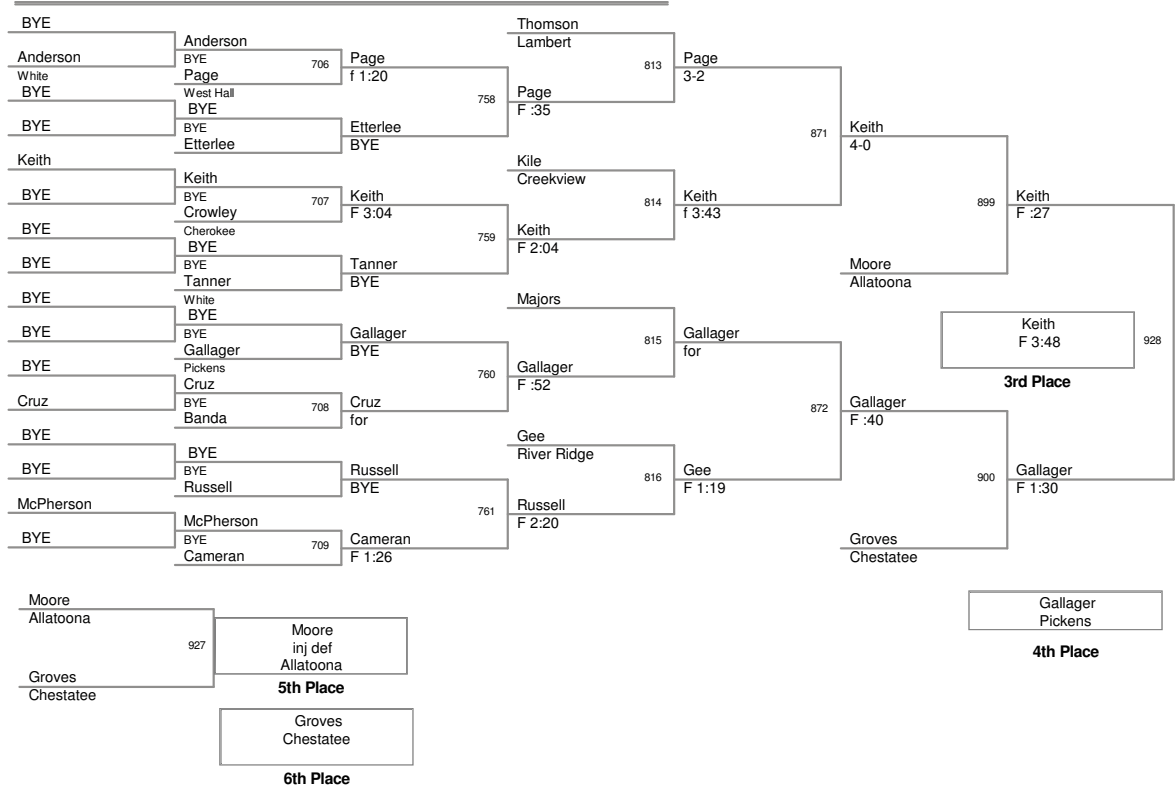 BYE
Anderson
White
BYE
BYE
Keith
BYE
BYE
BYE
BYE
BYE
BYE
Cruz
BYE
BYE
McPherson
BYE
Anderson
BYE
706
Page
West Hall
BYE
BYE
Etterlee
Keith
BYE
707
Crowley
Cherokee
BYE
BYE
Tanner
White
BYE
BYE
Gallager
Pickens
Cruz
BYE
708
Banda
BYE
BYE
Russell
McPherson
BYE
709
Cameran
Page
f 1:20
758
Etterlee
BYE
Keith
F 3:04
759
Tanner
BYE
Gallager
BYE
760
Cruz
for
Russell
BYE
761
Cameran
F 1:26
Thomson
Lambert
813
Page
F :35
Kile
Creekview
814
Keith
F 2:04
Majors
815
Gallager
F :52
Gee
River Ridge
816
Russell
F 2:20
Page
3-2
871
Keith
f 3:43
Gallager
for
872
Gee
F 1:19
Keith
4-0
899
Moore
Allatoona
Gallager
F :40
900
Groves
Chestatee
Keith
F :27
Keith
F 3:48
928
3rd Place
Gallager
F 1:30
Gallager
Pickens
4th Place
Moore
Allatoona
927
Groves
Chestatee
Moore
inj def
Allatoona
5th Place
Groves
Chestatee
6th Place